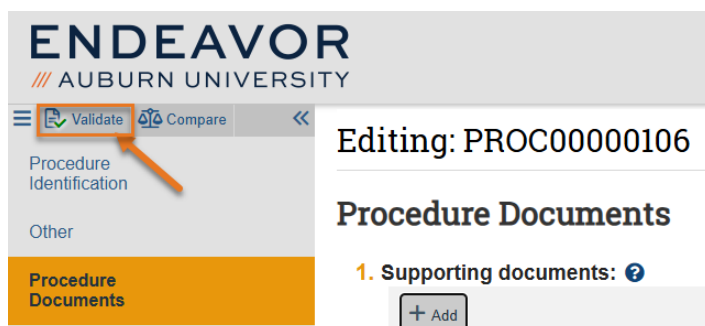 ENDEAVOR
/// AUBURN UNIVERSITY
Validate Compare
Editing: PROC00000106
Procedure
Identification
Other
Procedure
Documents
Procedure Documents
1. Supporting documents:
+ Add